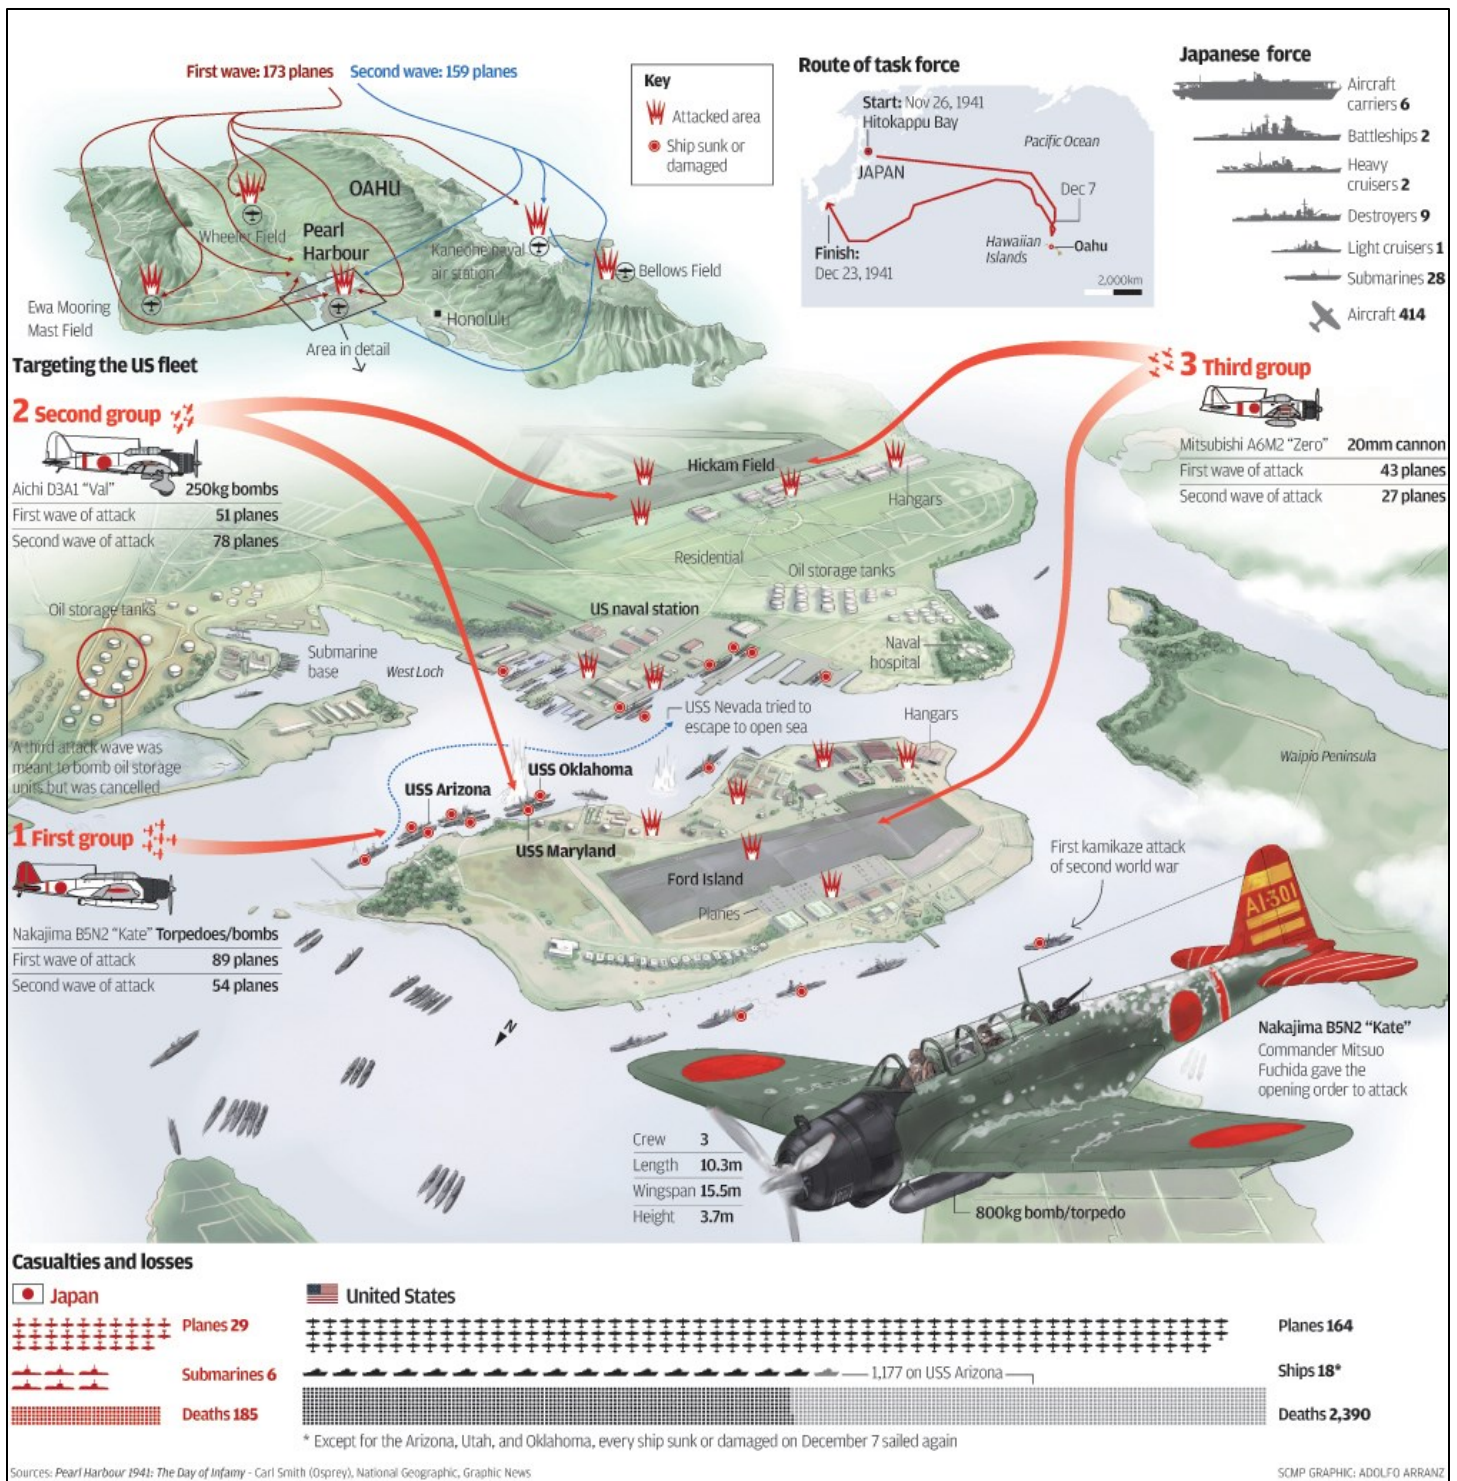 First wave: 173 planes
Second wave: 159 planes
Key
Attacked area
Ship sunk or
damaged
OAHU
Pearl
Harbour
Wheeler Field
Kaneone naval
air station
Bellows Field
Ewa Mooring
Mast Field
Honolulu
Area in detail
Route of task force
Start: Nov 26, 1941
Hitokappu Bay
Pacific Ocean
JAPAN
Dec 7
Hawaiian
Islands
Oahu
Finish:
Dec 23, 1941
2,000km
Japanese force
Aircraft
carriers 6
Battleships 2
Heavy
cruisers 2
Destroyers 9
Light cruisers 1
Submarines 28
Aircraft 414
Targeting the US fleet
2 Second group
Aichi D3A1 "Val" 250kg bombs
First wave of attack 51 planes
Second wave of attack 78 planes
3 Third group
Mitsubishi A6M2 "Zero" 20mm cannon
First wave of attack 43 planes
Second wave of attack 27 planes
Hickam Field
Hangars
Residential
Oil storage tanks
US naval station
Naval
hospital
Oil storage tanks
Submarine
base
West Loch
A third attack wave was
meant to bomb oil storage
units but was cancelled
USS Nevada tried to
escape to open sea
Hangars
Waipio Peninsula
USS Oklahoma
USS Arizona
USS Maryland
1 First group
Nakajima B5N2 "Kate" Torpedoes/bombs
First wave of attack 89 planes
Second wave of attack 54 planes
Ford Island
Planes
First kamikaze attack
of second world war
A1-301
N
Nakajima B5N2 "Kate"
Commander Mitsuo
Fuchida gave the
opening order to attack
Crew 3
Length 10.3m
Wingspan 15.5m
Height 3.7m
800kg bomb/torpedo
Casualties and losses
Japan
Planes 29
Submarines 6
Deaths 185
United States
Planes 164
1,177 on USS Arizona
Ships 18*
Deaths 2,390
* Except for the Arizona, Utah, and Oklahoma, every ship sunk or damaged on December 7 sailed again
Sources: Pearl Harbour 1941: The Day of Infamy - Carl Smith (Osprey), National Geographic, Graphic News
SCMP GRAPHIC: ADOLFO ARRANZ